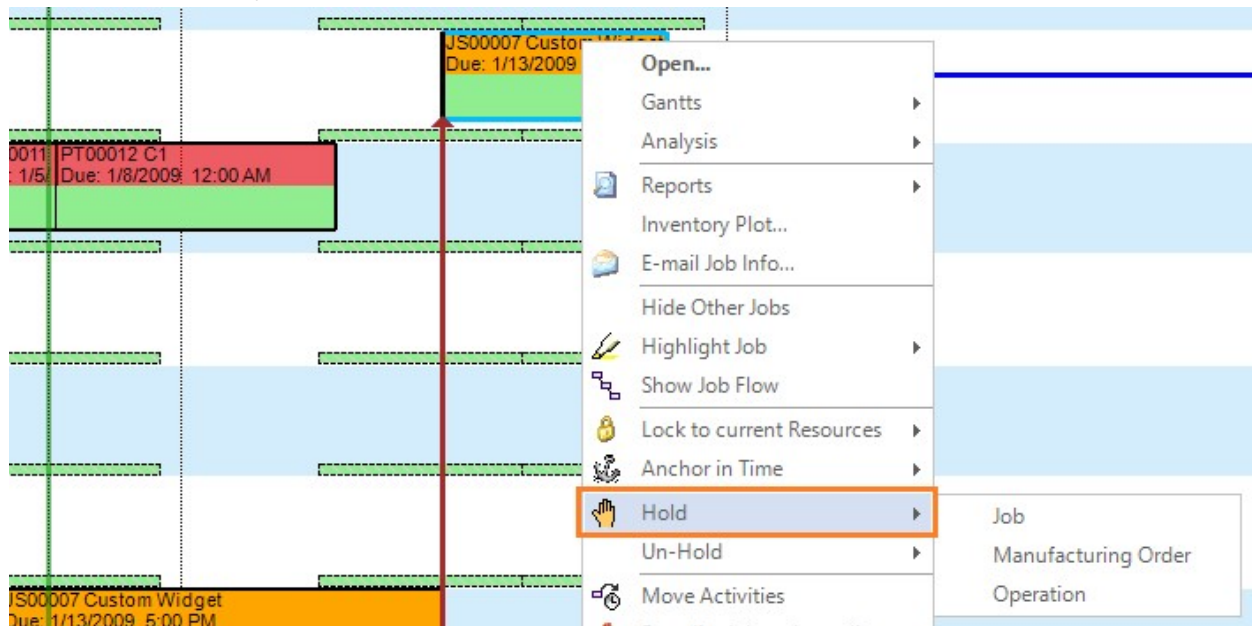 JS00007 Custom Widget
Due: 1/13/2009
0011 PT00012 C1
: 1/5/ Due: 1/8/2009 12:00 AM
Open...
Gantts
Analysis
Reports
Inventory Plot...
E-mail Job Info...
Hide Other Jobs
Highlight Job
Show Job Flow
Lock to current Resources
Anchor in Time
Hold
Un-Hold
Move Activities
Job
Manufacturing Order
Operation
JS00007 Custom Widget
Due: 1/13/2009 5:00 PM